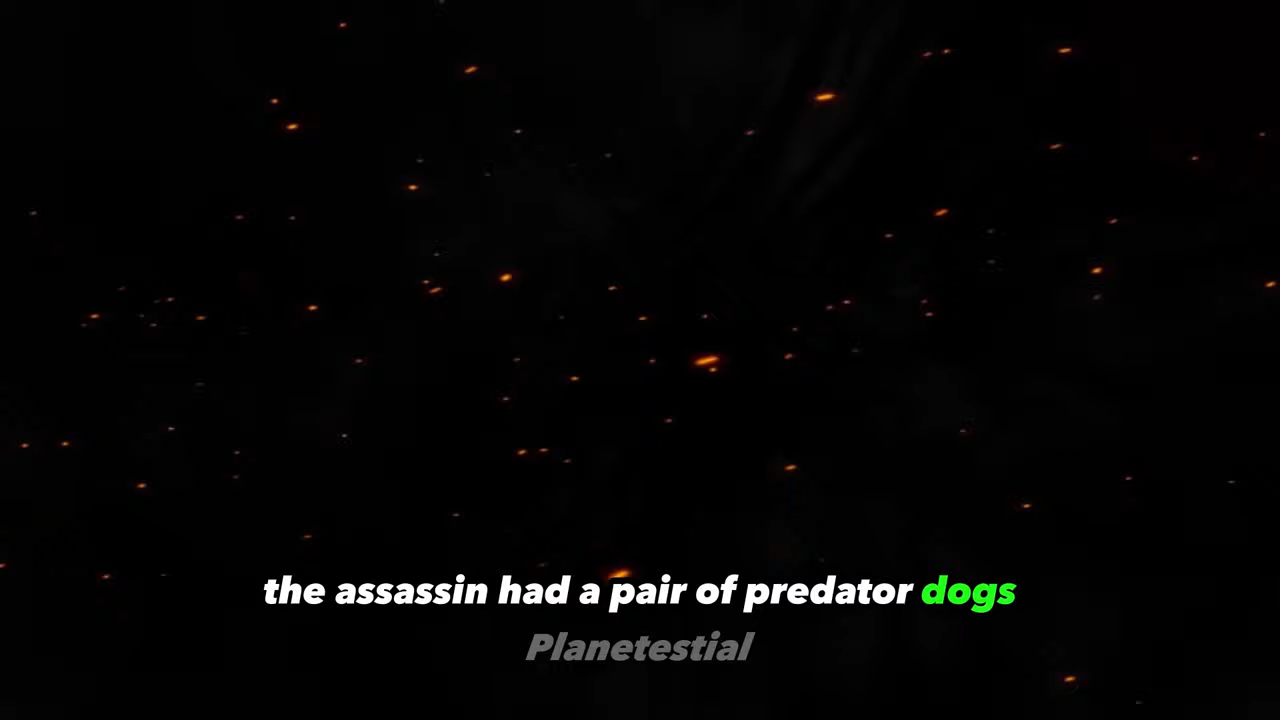 the assassin had a pair of predator dogs
Planetestial